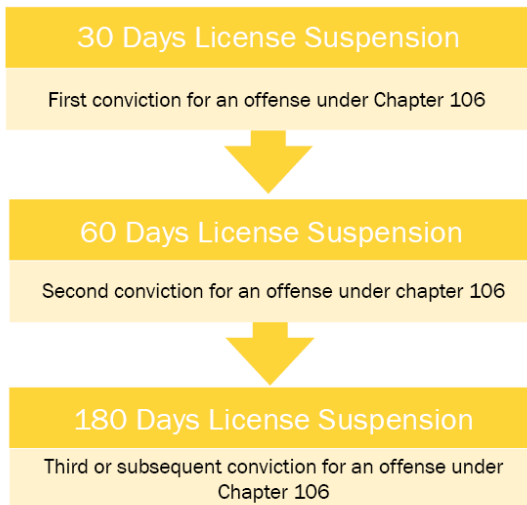 30 Days License Suspension
First conviction for an offense under Chapter 106
60 Days License Suspension
Second conviction for an offense under chapter 106
180 Days License Suspension
Third or subsequent conviction for an offense under
Chapter 106